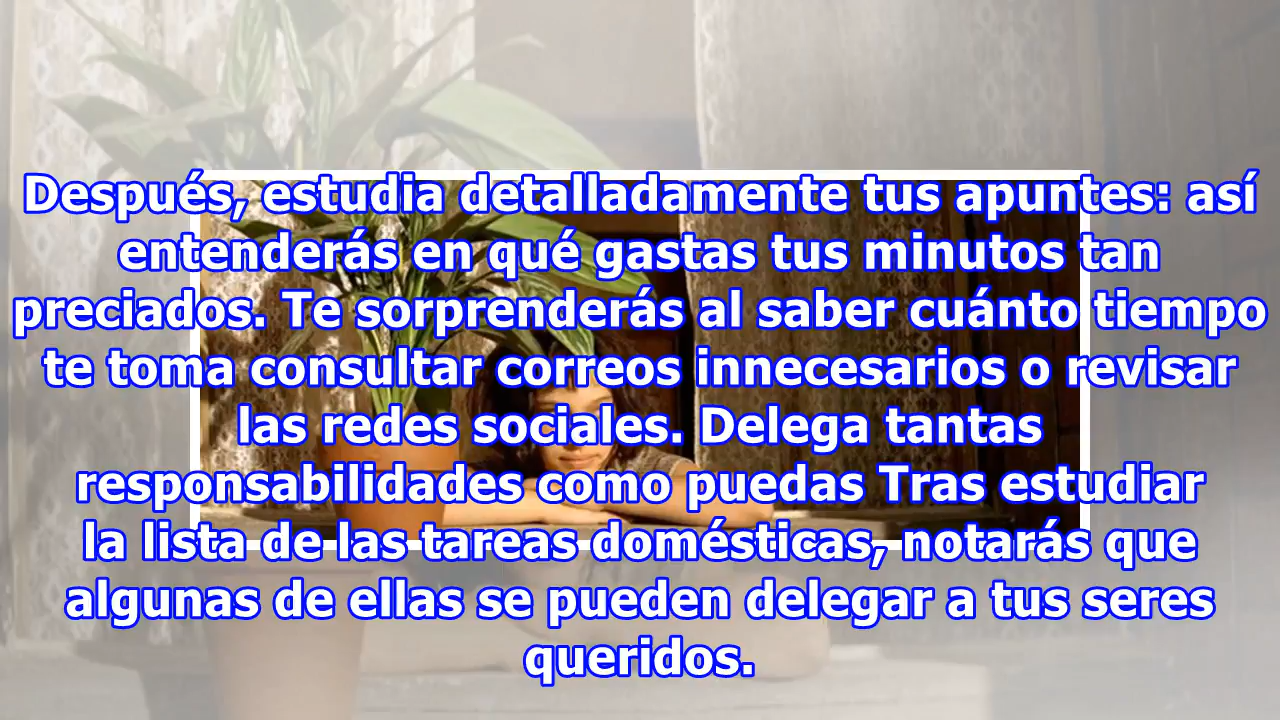 Después, estudia detalladamente tus apuntes: así
entenderás en qué gastas tus minutos tan
preciados. Te sorprenderás al saber cuánto tiempo
te toma consultar correos innecesarios o revisar
las redes sociales. Delega tantas
responsabilidades como puedas Tras estudiar
la lista de las tareas domésticas, notarás que
algunas de ellas se pueden delegar a tus seres
queridos.